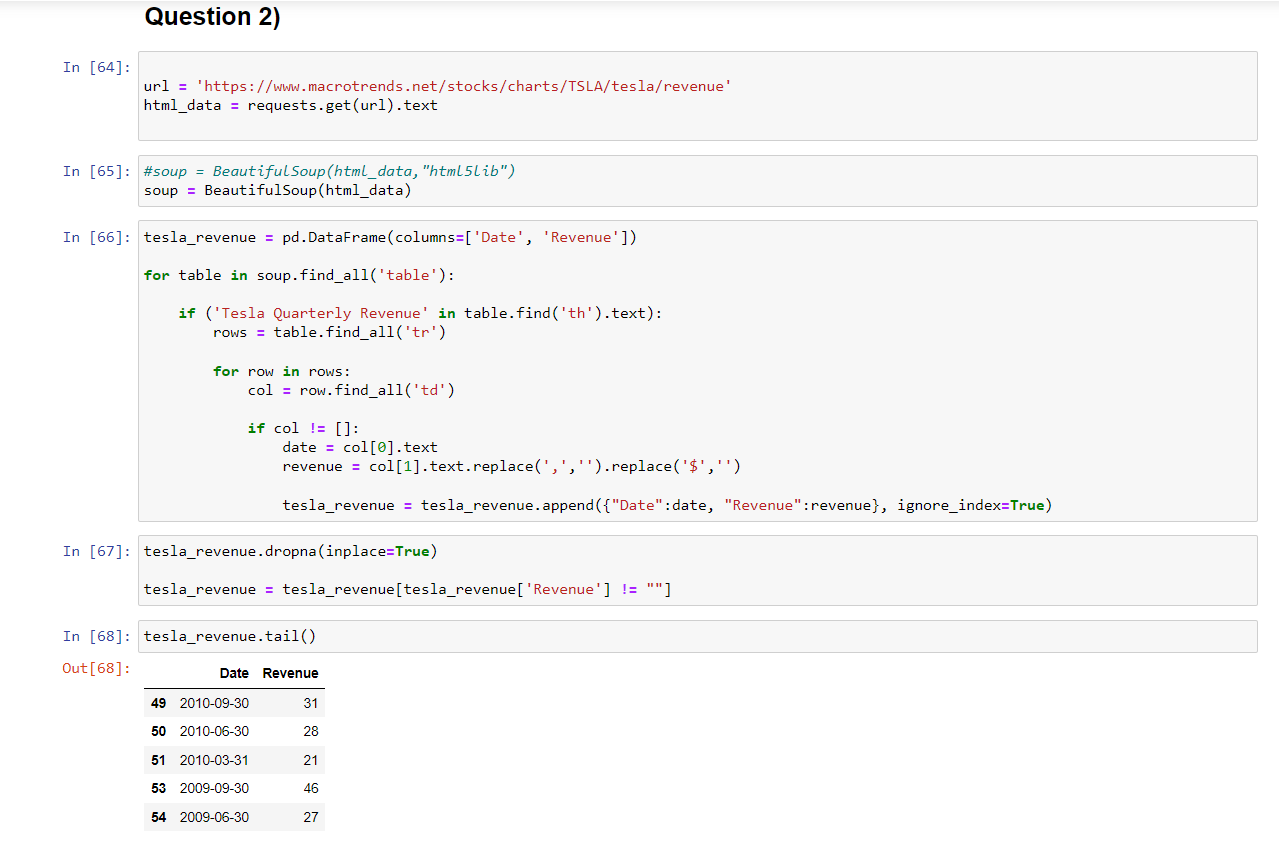 Question 2)
In [64]:
url = 'https://www.macrotrends.net/stocks/charts/TSLA/tesla/revenue'
html_data = requests.get(url).text
In [65]:
#soup = BeautifulSoup(html_data,"html5lib")
soup = BeautifulSoup(html_data)
In [66]:
tesla_revenue = pd.DataFrame(columns=['Date', 'Revenue'])
for table in soup.find_all('table'):
    if ('Tesla Quarterly Revenue' in table.find('th').text):
        rows = table.find_all('tr')
        for row in rows:
            col = row.find_all('td')
            if col != []:
                date = col[0].text
                revenue = col[1].text.replace(',','').replace('$','')
                tesla_revenue = tesla_revenue.append({"Date":date, "Revenue":revenue}, ignore_index=True)
In [67]:
tesla_revenue.dropna(inplace=True)
tesla_revenue = tesla_revenue[tesla_revenue['Revenue'] != ""]
In [68]:
tesla_revenue.tail()
Out[68]:
Date Revenue
49 2010-09-30 31
50 2010-06-30 28
51 2010-03-31 21
53 2009-09-30 46
54 2009-06-30 27